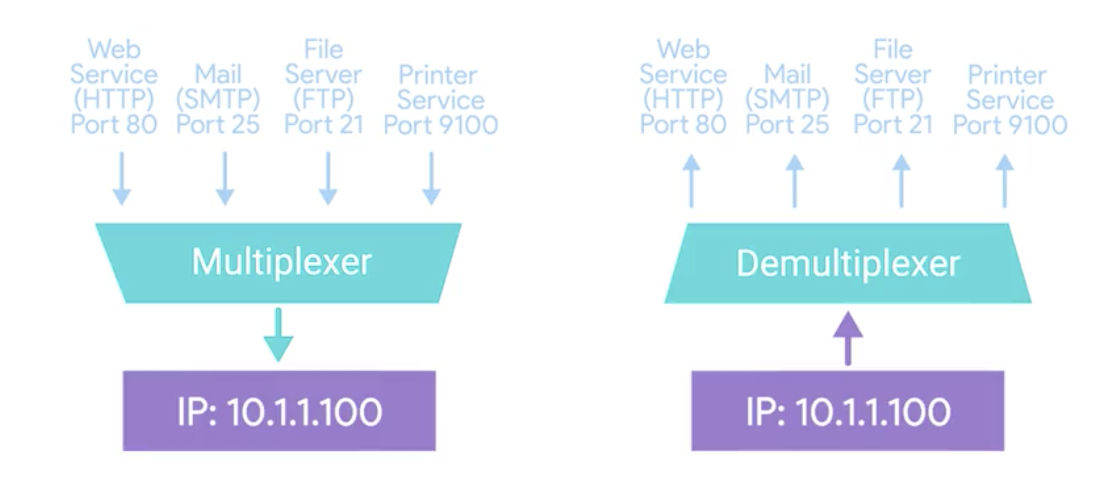 Web
Service
(HTTP)
Port 80
Mail
(SMTP)
Port 25
File
Server
(FTP)
Port 21
Printer
Service
Port 9100
Multiplexer
IP: 10.1.1.100
Web
Service
(HTTP)
Port 80
Mail
(SMTP)
Port 25
File
Server
(FTP)
Port 21
Printer
Service
Port 9100
Demultiplexer
IP: 10.1.1.100